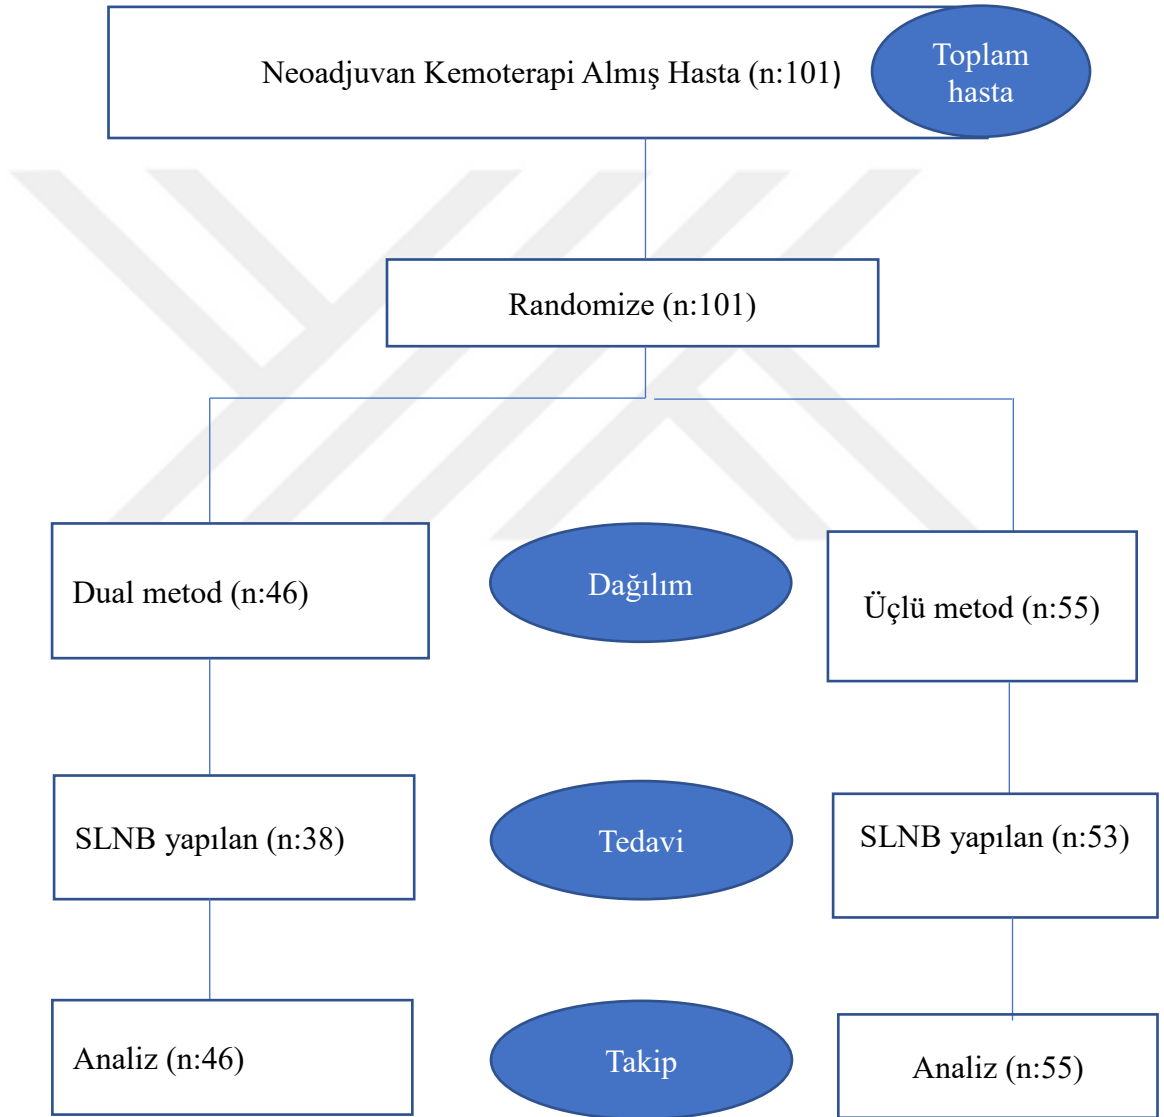 Neoadjuvan Kemoterapi Almış Hasta (n:101)
Toplam
hasta
Randomize (n:101)
Dual metod (n:46)
Dağılım
Üçlü metod (n:55)
SLNB yapılan (n:38)
Tedavi
SLNB yapılan (n:53)
Analiz (n:46)
Takip
Analiz (n:55)